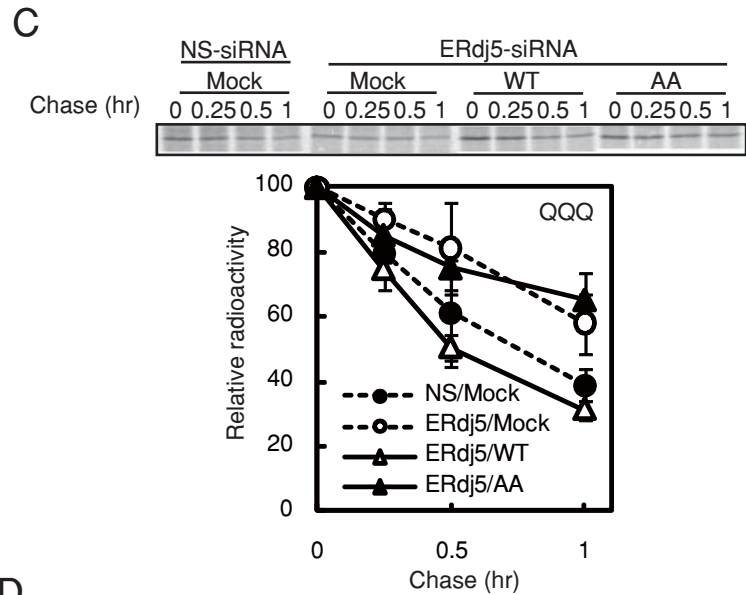 C
NS-siRNA ERdj5-siRNA
Mock Mock WT AA
Chase (hr) 0 0.25 0.5 1 0 0.25 0.5 1 0 0.25 0.5 1 0 0.25 0.5 1
100
QQQ
80
60
40
20
0
Relative radioactivity
NS/Mock
ERdj5/Mock
ERdj5/WT
ERdj5/AA
0 0.5 1
Chase (hr)
D